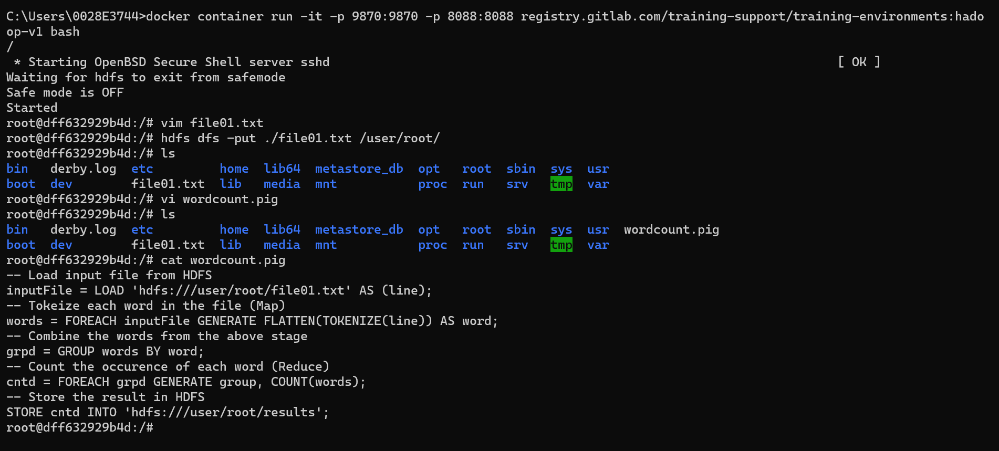 C:\Users\0028E3744>docker container run -it -p 9870:9870 -p 8088:8088 registry.gitlab.com/training-support/training-environments:hado
op-v1 bash
/
 * Starting OpenBSD Secure Shell server sshd                                                                     [ OK ]
Waiting for hdfs to exit from safemode
Safe mode is OFF
Started
root@dff632929b4d:/# vim file01.txt
root@dff632929b4d:/# hdfs dfs -put ./file01.txt /user/root/
root@dff632929b4d:/# ls
bin   derby.log  etc         home  lib64  metastore_db  opt   root  sbin  sys  usr
boot  dev        file01.txt  lib   media  mnt           proc  run   srv   tmp  var
root@dff632929b4d:/# vi wordcount.pig
root@dff632929b4d:/# ls
bin   derby.log  etc         home  lib64  metastore_db  opt   root  sbin  sys  usr  wordcount.pig
boot  dev        file01.txt  lib   media  mnt           proc  run   srv   tmp  var
root@dff632929b4d:/# cat wordcount.pig
-- Load input file from HDFS
inputFile = LOAD 'hdfs:///user/root/file01.txt' AS (line);
-- Tokeize each word in the file (Map)
words = FOREACH inputFile GENERATE FLATTEN(TOKENIZE(line)) AS word;
-- Combine the words from the above stage
grpd = GROUP words BY word;
-- Count the occurence of each word (Reduce)
cntd = FOREACH grpd GENERATE group, COUNT(words);
-- Store the result in HDFS
STORE cntd INTO 'hdfs:///user/root/results';
root@dff632929b4d:/#